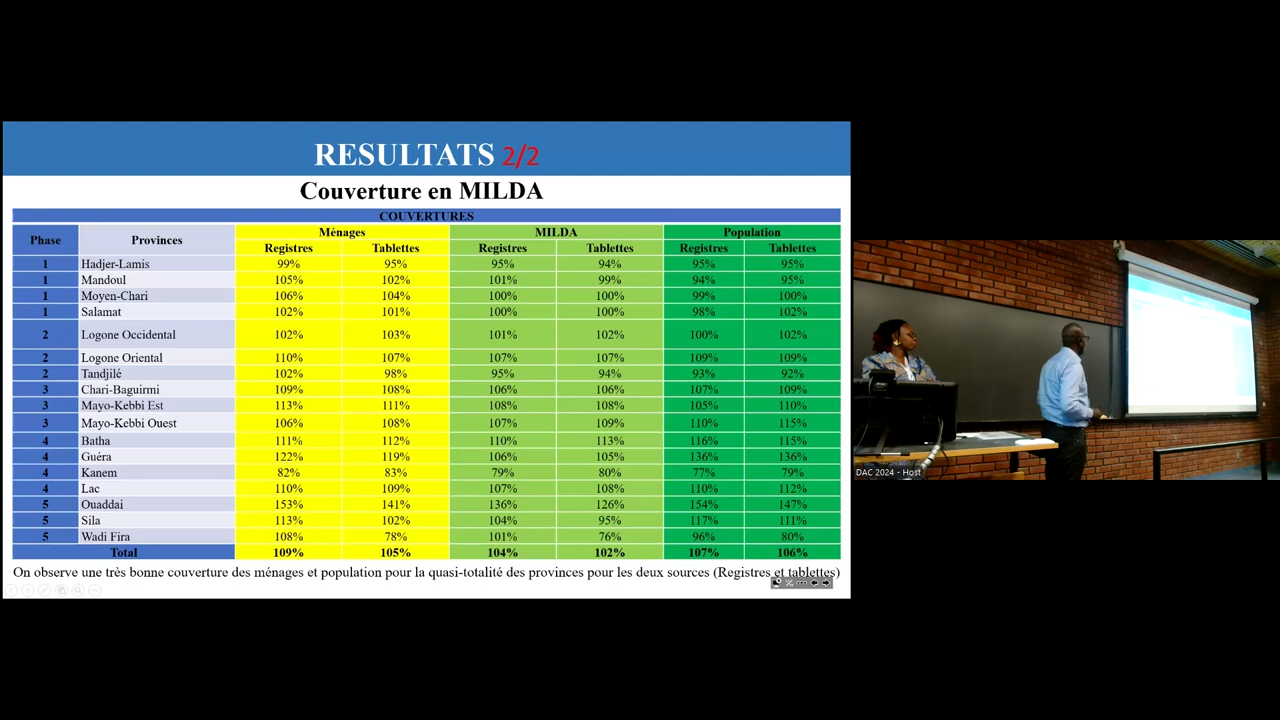 RESULTATS 2/2
Couverture en MILDA
COUVERTURES
Phase Provinces Ménages MILDA Population
Registres Tablettes Registres Tablettes Registres Tablettes
1 Hadjer-Lamis 99% 95% 95% 94% 95% 95%
1 Mandoul 105% 102% 101% 99% 94% 95%
1 Moyen-Chari 106% 104% 100% 100% 99% 100%
1 Salamat 102% 101% 100% 100% 98% 102%
2 Logone Occidental 102% 103% 101% 102% 100% 102%
2 Logone Oriental 110% 107% 107% 107% 109% 109%
2 Tandjilé 102% 98% 95% 94% 93% 92%
3 Chari-Baguirmi 109% 108% 106% 106% 107% 109%
3 Mayo-Kebbi Est 113% 111% 108% 108% 105% 110%
3 Mayo-Kebbi Ouest 106% 108% 107% 109% 110% 115%
4 Batha 111% 112% 110% 113% 116% 115%
4 Guéra 122% 119% 106% 105% 136% 136%
4 Kanem 82% 83% 79% 80% 77% 79%
4 Lac 110% 109% 107% 108% 110% 112%
5 Ouaddai 153% 141% 136% 126% 154% 147%
5 Sila 113% 102% 104% 95% 117% 111%
5 Wadi Fira 108% 78% 101% 76% 96% 80%
Total 109% 105% 104% 102% 107% 106%
On observe une très bonne couverture des ménages et population pour la quasi-totalité des provinces pour les deux sources (Registres et tablettes)
DAC 2024 - Host